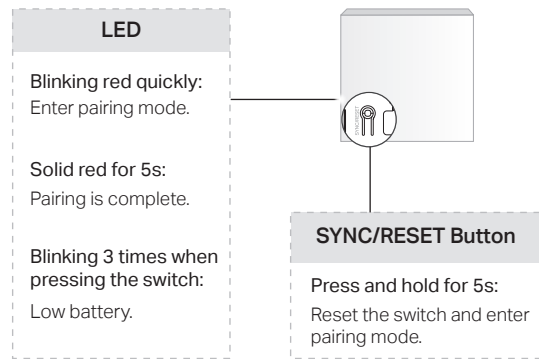 LED
Blinking red quickly:
Enter pairing mode.
Solid red for 5s:
Pairing is complete.
Blinking 3 times when
pressing the switch:
Low battery.
SYNC/RESET
SYNC/RESET Button
Press and hold for 5s:
Reset the switch and enter
pairing mode.